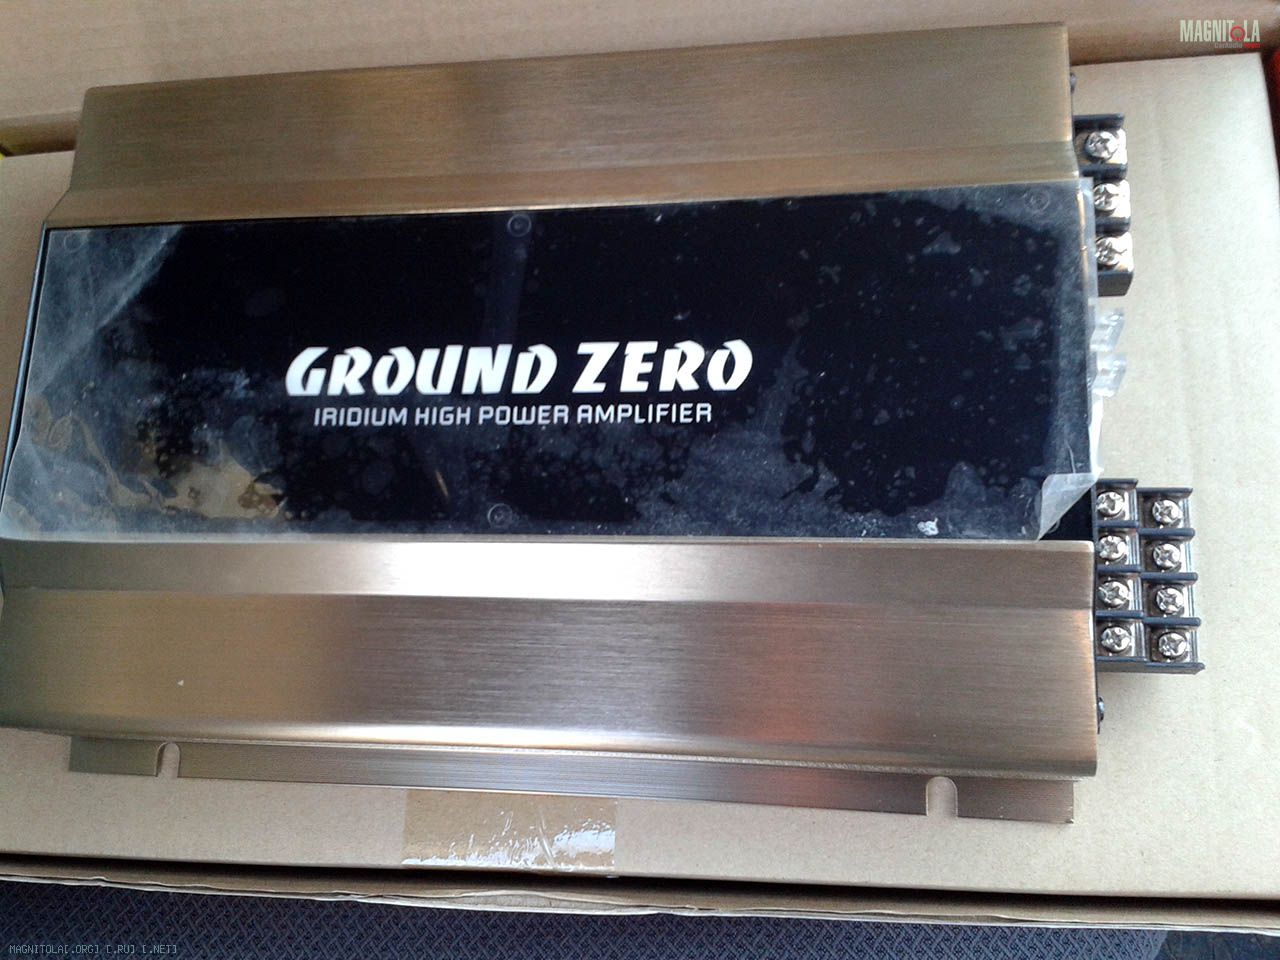 MAGNITOLA
GROUND ZERO
IRIDIUM HIGH POWER AMPLIFIER
MAGNITOLA[.ORG] [.RU] [.NET]